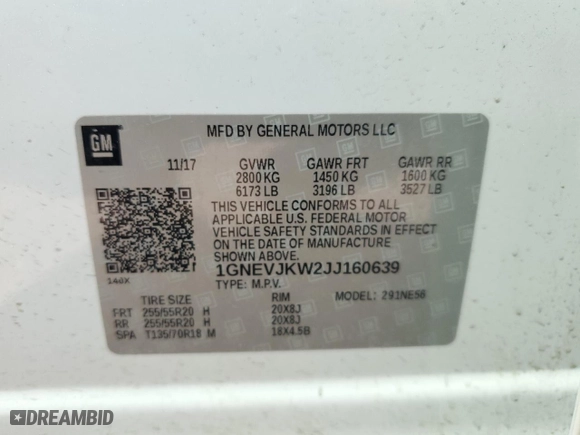 GM
MFD BY GENERAL MOTORS LLC
11/17 GVWR GAWR FRT GAWR RR
2800 KG 1450 KG 1600 KG
6173 LB 3196 LB 3527 LB
THIS VEHICLE CONFORMS TO ALL
APPLICABLE U.S. FEDERAL MOTOR
VEHICLE SAFETY STANDARDS IN EFFECT
ON THE DATE OF MANUFACTURE
SHOWN ABOVE.
1GNEVJKW2JJ160639
TYPE: M.P.V. MODEL: 291NE56
TIRE SIZE RIM
FRT 255/55R20 H 20X8J
RR 255/55R20 H 20X8J
SPA T135/70R18 M 18X4.5B
DREAMBID